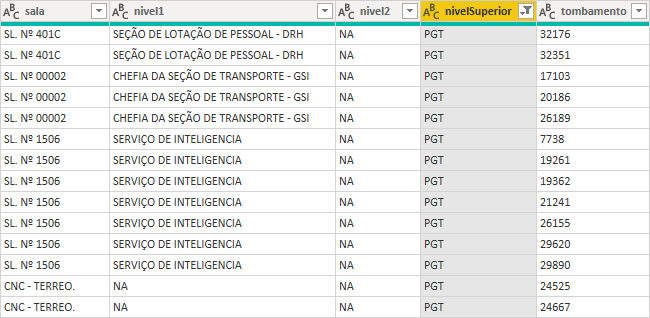 ABC sala ABC nivel1 ABC nivel2 ABC nivelSuperior ABC tombamento
SL. Nº 401C SEÇÃO DE LOTAÇÃO DE PESSOAL - DRH NA PGT 32176
SL. Nº 401C SEÇÃO DE LOTAÇÃO DE PESSOAL - DRH NA PGT 32351
SL. Nº 00002 CHEFIA DA SEÇÃO DE TRANSPORTE - GSI NA PGT 17103
SL. Nº 00002 CHEFIA DA SEÇÃO DE TRANSPORTE - GSI NA PGT 20186
SL. Nº 00002 CHEFIA DA SEÇÃO DE TRANSPORTE - GSI NA PGT 26189
SL. Nº 1506 SERVIÇO DE INTELIGENCIA NA PGT 7738
SL. Nº 1506 SERVIÇO DE INTELIGENCIA NA PGT 19261
SL. Nº 1506 SERVIÇO DE INTELIGENCIA NA PGT 19362
SL. Nº 1506 SERVIÇO DE INTELIGENCIA NA PGT 21241
SL. Nº 1506 SERVIÇO DE INTELIGENCIA NA PGT 26155
SL. Nº 1506 SERVIÇO DE INTELIGENCIA NA PGT 29620
SL. Nº 1506 SERVIÇO DE INTELIGENCIA NA PGT 29890
CNC - TERREO. NA NA PGT 24525
CNC - TERREO. NA NA PGT 24667